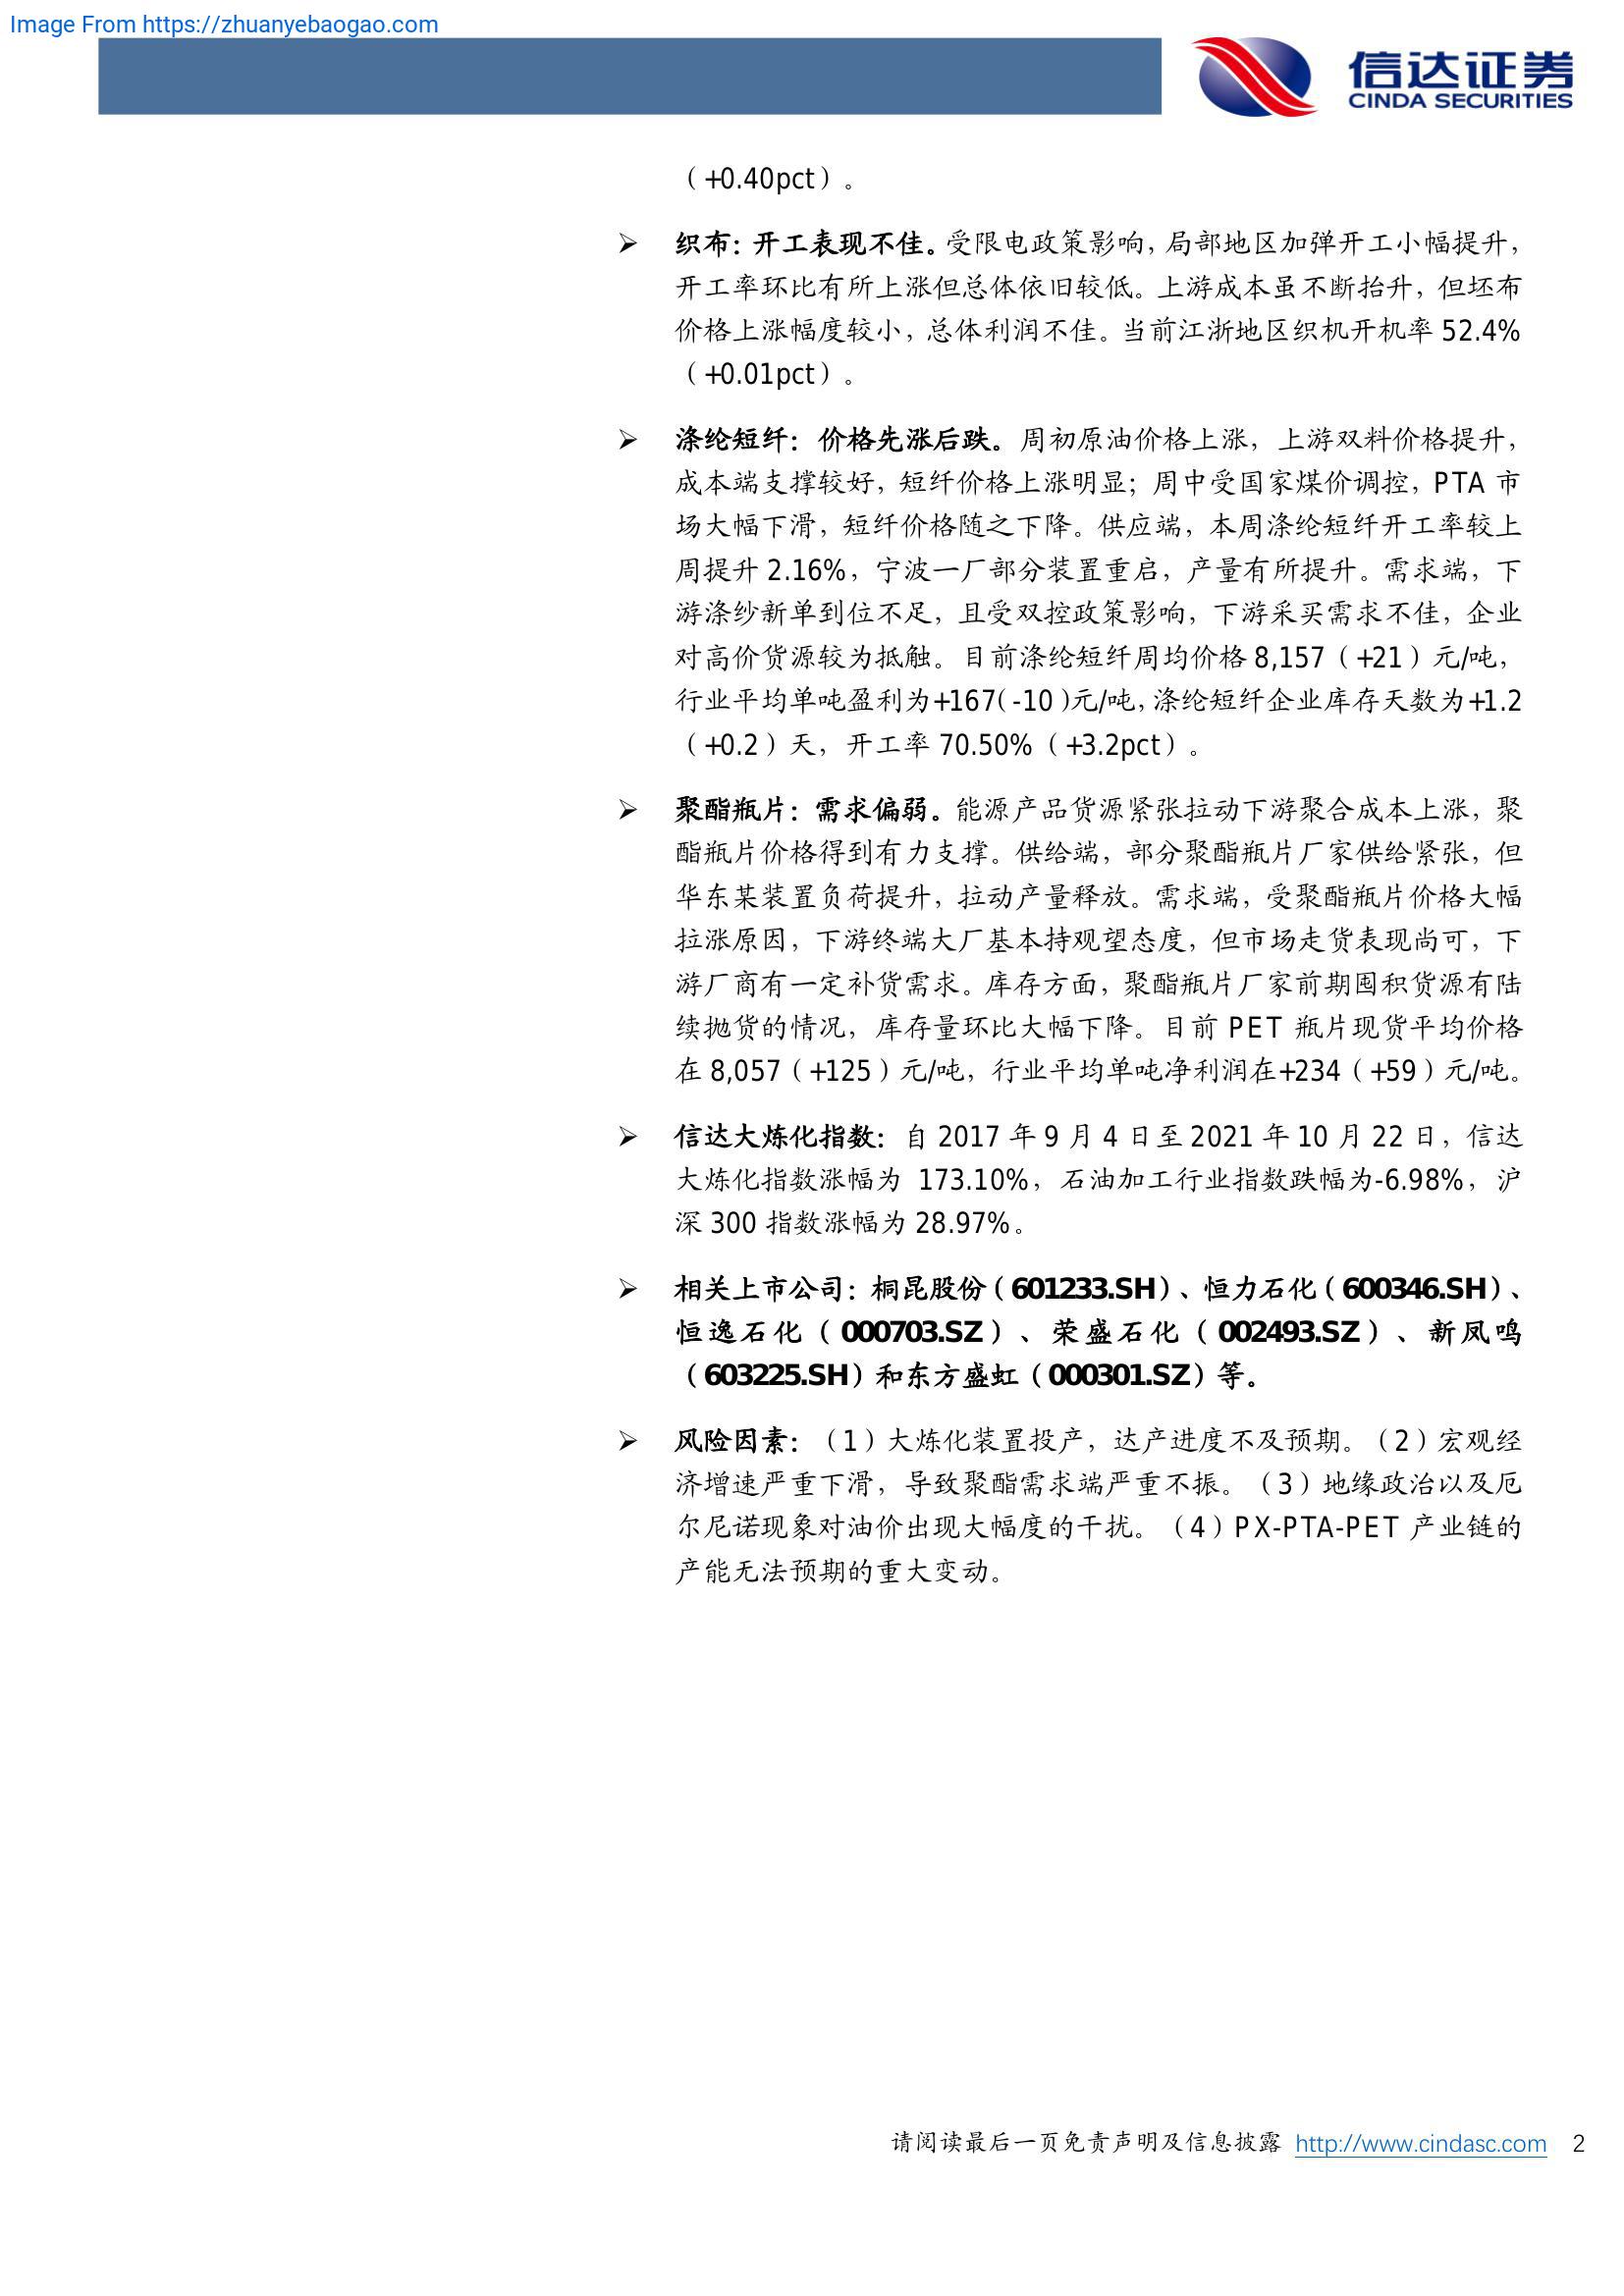 Image From https://zhuanyebaogao.com
信达证券
CINDA SECURITIES
（+0.40pct）。
➢ 织布：开工表现不佳。受限电政策影响，局部地区加弹开工小幅提升，
开工率环比有所上涨但总体依旧较低。上游成本虽不断抬升，但坯布
价格上涨幅度较小，总体利润不佳。当前江浙地区织机开机率 52.4%
（+0.01pct）。
➢ 涤纶短纤：价格先涨后跌。周初原油价格上涨，上游双料价格提升，
成本端支撑较好，短纤价格上涨明显；周中受国家煤价调控，PTA 市
场大幅下滑，短纤价格随之下降。供应端，本周涤纶短纤开工率较上
周提升 2.16%，宁波一厂部分装置重启，产量有所提升。需求端，下
游涤纱新单到位不足，且受双控政策影响，下游采买需求不佳，企业
对高价货源较为抵触。目前涤纶短纤周均价格 8,157（+21）元/吨，
行业平均单吨盈利为+167（-10）元/吨，涤纶短纤企业库存天数为+1.2
（+0.2）天，开工率 70.50%（+3.2pct）。
➢ 聚酯瓶片：需求偏弱。能源产品货源紧张拉动下游聚合成本上涨，聚
酯瓶片价格得到有力支撑。供给端，部分聚酯瓶片厂家供给紧张，但
华东某装置负荷提升，拉动产量释放。需求端，受聚酯瓶片价格大幅
拉涨原因，下游终端大厂基本持观望态度，但市场走货表现尚可，下
游厂商有一定补货需求。库存方面，聚酯瓶片厂家前期囤积货源有陆
续抛货的情况，库存量环比大幅下降。目前 PET 瓶片现货平均价格
在 8,057（+125）元/吨，行业平均单吨净利润在+234（+59）元/吨。
➢ 信达大炼化指数：自 2017 年 9 月 4 日至 2021 年 10 月 22 日，信达
大炼化指数涨幅为 173.10%，石油加工行业指数跌幅为-6.98%，沪
深 300 指数涨幅为 28.97%。
➢ 相关上市公司：桐昆股份（601233.SH）、恒力石化（600346.SH）、
恒逸石化（000703.SZ）、荣盛石化（002493.SZ）、新凤鸣
（603225.SH）和东方盛虹（000301.SZ）等。
➢ 风险因素：（1）大炼化装置投产，达产进度不及预期。（2）宏观经
济增速严重下滑，导致聚酯需求端严重不振。（3）地缘政治以及厄
尔尼诺现象对油价出现大幅度的干扰。（4）PX-PTA-PET 产业链的
产能无法预期的重大变动。
请阅读最后一页免责声明及信息披露 http://www.cindasc.com 2